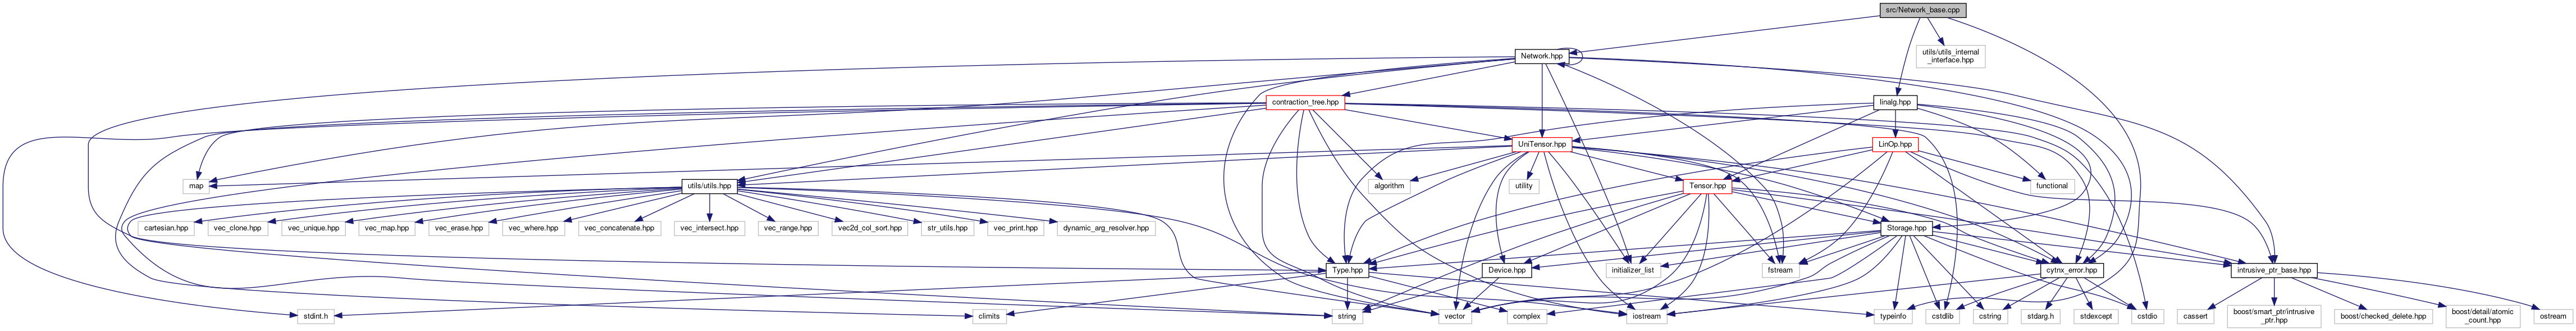 src/Network_base.cpp
Network.hpp
utils/utils_internal
_interface.hpp
contraction_tree.hpp
linalg.hpp
UniTensor.hpp
LinOp.hpp
map
utils/utils.hpp
algorithm
utility
Tensor.hpp
functional
cartesian.hpp
vec_clone.hpp
vec_unique.hpp
vec_map.hpp
vec_erase.hpp
vec_where.hpp
vec_concatenate.hpp
vec_intersect.hpp
vec_range.hpp
vec2d_col_sort.hpp
str_utils.hpp
vec_print.hpp
dynamic_arg_resolver.hpp
Storage.hpp
Type.hpp
Device.hpp
initializer_list
fstream
cytnx_error.hpp
intrusive_ptr_base.hpp
stdint.h
climits
string
vector
complex
iostream
typeinfo
cstdlib
cstring
stdarg.h
stdexcept
cstdio
cassert
boost/smart_ptr/intrusive
_ptr.hpp
boost/checked_delete.hpp
boost/detail/atomic
_count.hpp
ostream